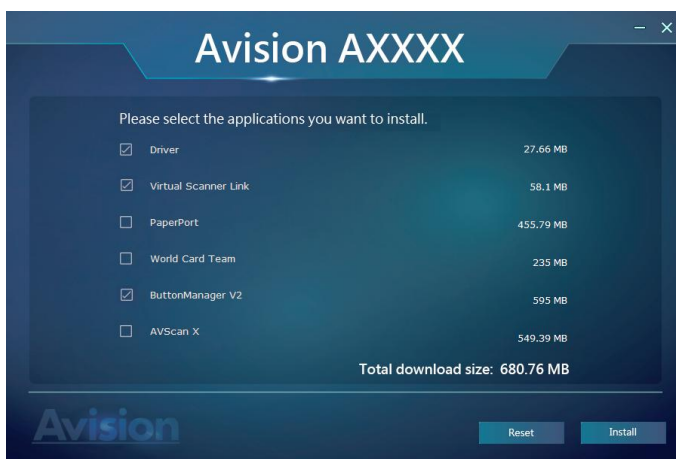 Avision AXXXX
Please select the applications you want to install.
Driver 27.66 MB
Virtual Scanner Link 58.1 MB
PaperPort 455.79 MB
World Card Team 235 MB
ButtonManager V2 595 MB
AVScan X 549.39 MB
Total download size: 680.76 MB
Avision
Reset Install